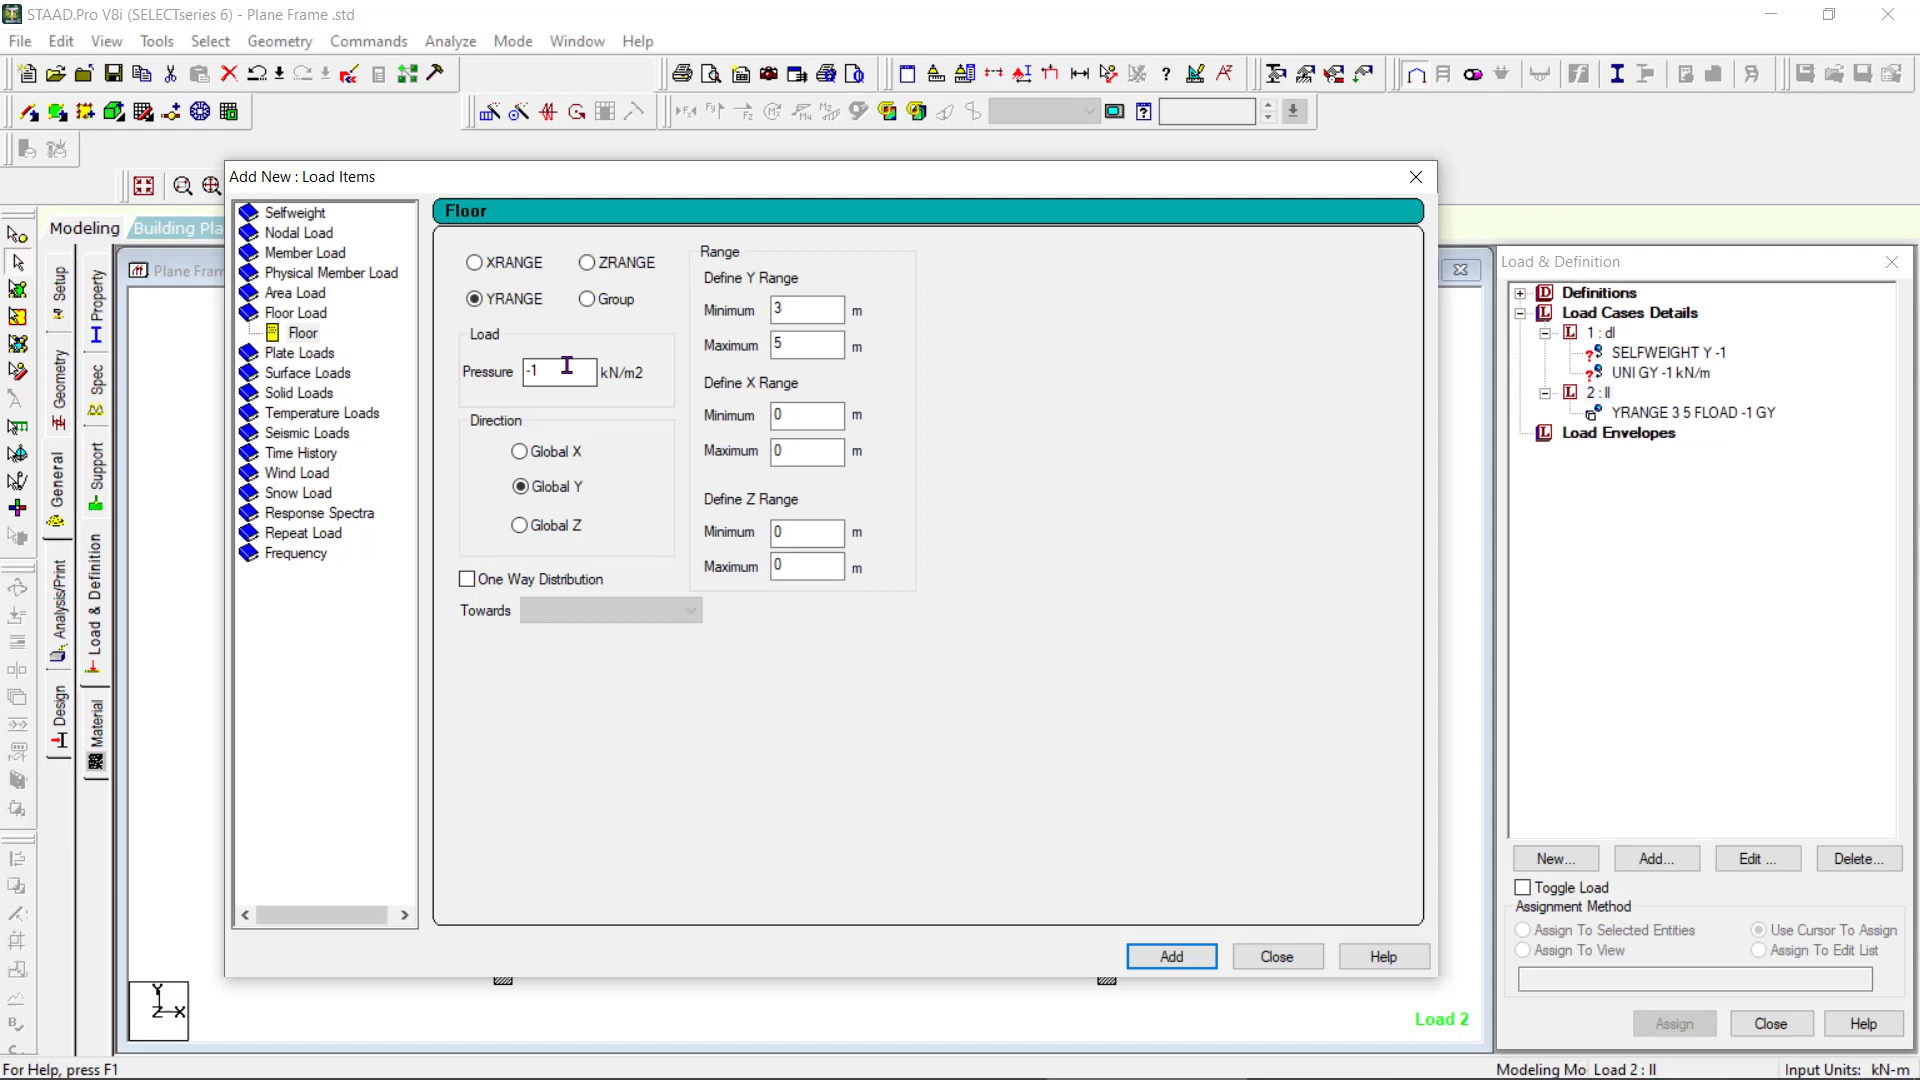 STAAD.Pro V8i (SELECTseries 6) - Plane Frame .std
File Edit View Tools Select Geometry Commands Analyze Mode Window Help
Modeling
Building Pla
Plane Fram
Setup
Geometry
General
Analysis/Print
Design
Property
Spec
Support
Load & Definition
Material
Add New : Load Items
Selfweight
Nodal Load
Member Load
Physical Member Load
Area Load
Floor Load
Floor
Plate Loads
Surface Loads
Solid Loads
Temperature Loads
Seismic Loads
Time History
Wind Load
Snow Load
Response Spectra
Repeat Load
Frequency
Floor
XRANGE ZRANGE
YRANGE Group
Load
Pressure -1 kN/m2
Direction
Global X
Global Y
Global Z
One Way Distribution
Towards
Range
Define Y Range
Minimum 3 m
Maximum 5 m
Define X Range
Minimum 0 m
Maximum 0 m
Define Z Range
Minimum 0 m
Maximum 0 m
Add Close Help
Load & Definition
Definitions
Load Cases Details
1 : dl
SELFWEIGHT Y -1
UNI GY -1 kN/m
2 : ll
YRANGE 3 5 FLOAD -1 GY
Load Envelopes
New... Add... Edit ... Delete...
Toggle Load
Assignment Method
Assign To Selected Entities Use Cursor To Assign
Assign To View Assign To Edit List
Assign Close Help
Y
Z X
Load 2
For Help, press F1
Modeling Mo Load 2 : ll Input Units: kN-m